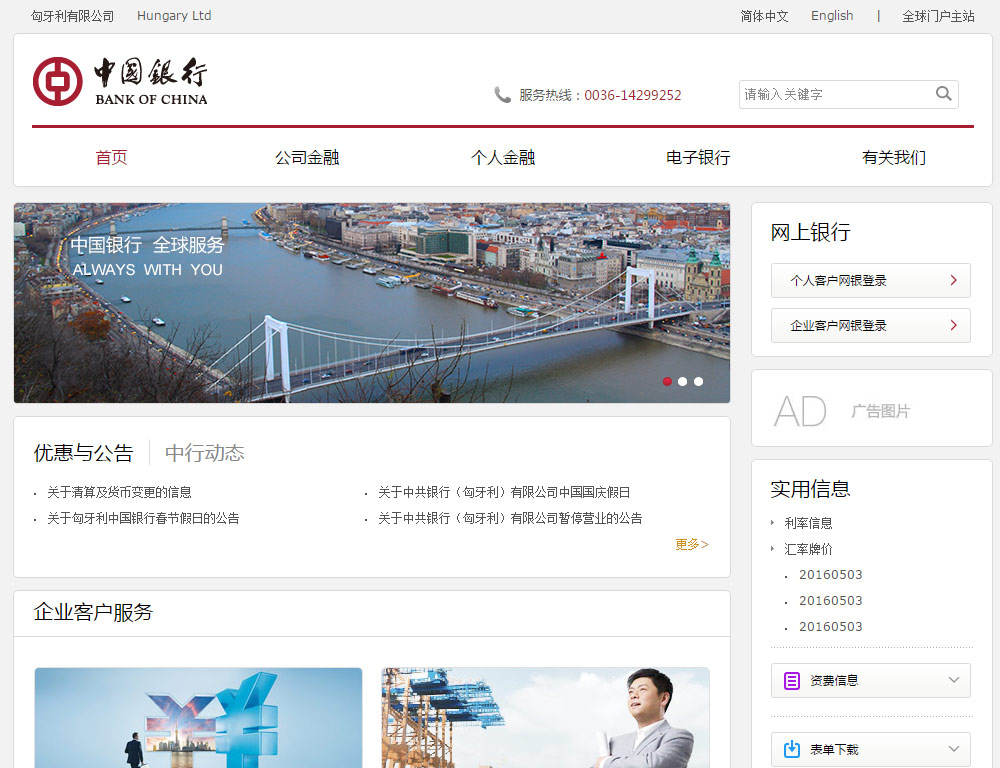 匈牙利有限公司 Hungary Ltd 简体中文 English | 全球门户主站
中国銀行
BANK OF CHINA
服务热线：0036-14299252
请输入关键字
首页 公司金融 个人金融 电子银行 有关我们
中国银行 全球服务
ALWAYS WITH YOU
网上银行
个人客户网银登录
企业客户网银登录
AD 广告图片
优惠与公告 中行动态
关于清算及货币变更的信息
关于中共银行（匈牙利）有限公司中国国庆假日
关于匈牙利中国银行春节假日的公告
关于中共银行（匈牙利）有限公司暂停营业的公告
更多>
实用信息
利率信息
汇率牌价
20160503
20160503
20160503
资费信息
表单下载
企业客户服务